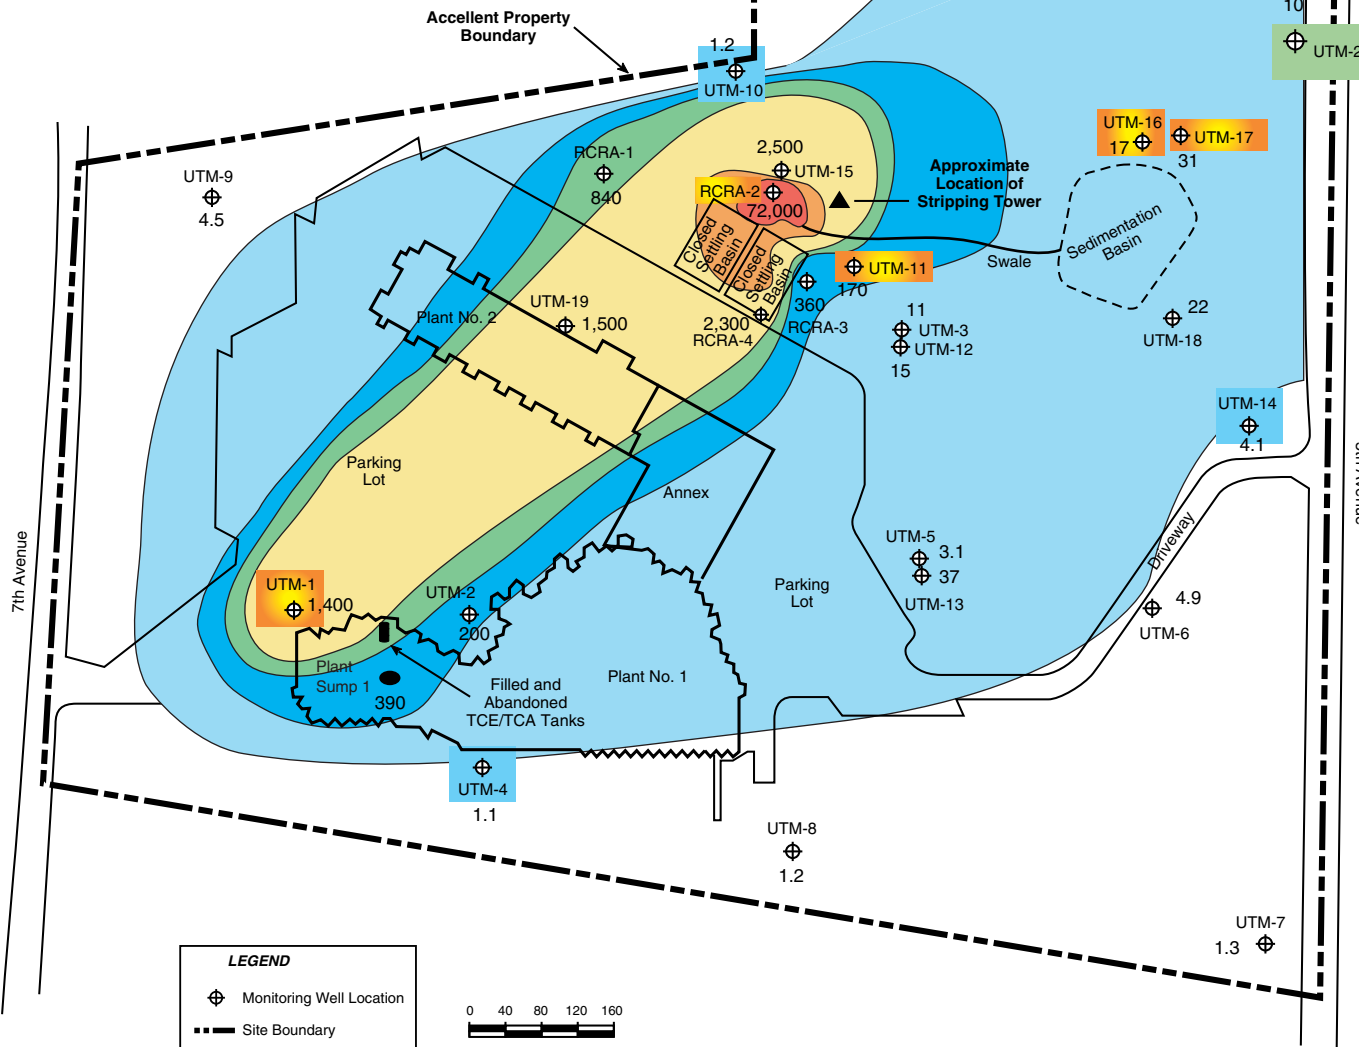 10
Accellent Property
Boundary
1.2
UTM-10
UTM-2
UTM-16
17
UTM-17
31
RCRA-1
840
2,500
UTM-15
Approximate
Location of
Stripping Tower
UTM-9
4.5
RCRA-2
72,000
Closed
Settling
Basin
Closed
Settling
Basin
Sedimentation
Basin
Swale
UTM-11
170
360
RCRA-3
2,300
RCRA-4
UTM-19
1,500
Plant No. 2
11
UTM-3
UTM-12
15
22
UTM-18
UTM-14
4.1
Parking
Lot
Annex
7th Avenue
Driveway
UTM-5
3.1
37
UTM-13
Parking
Lot
UTM-1
1,400
UTM-2
200
4.9
UTM-6
Plant
Sump 1
390
Plant No. 1
Filled and
Abandoned
TCE/TCA Tanks
UTM-4
1.1
UTM-8
1.2
UTM-7
1.3
LEGEND
Monitoring Well Location
Site Boundary
0 40 80 120 160